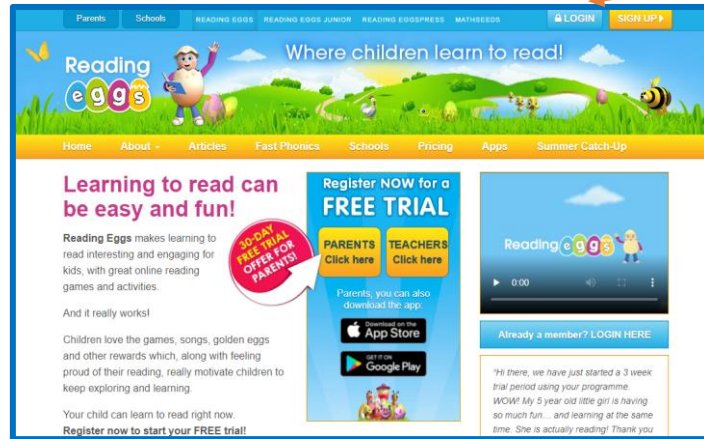 Parents Schools READING EGGS READING EGGS JUNIOR READING EGGSPRESS MATHSEEDS LOGIN SIGN UP
Reading
eggs
Where children learn to read!
Home About Articles Fast Phonics Schools Pricing Apps Summer Catch-Up
Learning to read can
be easy and fun!
Reading Eggs makes learning to
read interesting and engaging for
kids, with great online reading
games and activities.
And it really works!
Children love the games, songs, golden eggs
and other rewards which, along with feeling
proud of their reading, really motivate children to
keep exploring and learning.
Your child can learn to read right now.
Register now to start your FREE trial!
30-DAY
FREE TRIAL
OFFER FOR
PARENTS!
Register NOW for a
FREE TRIAL
PARENTS
Click here
TEACHERS
Click here
Parents, you can also
download the app:
Download on the
App Store
GET IT ON
Google Play
Reading eggs
0:00
Already a member? LOGIN HERE
"Hi there, we have just started a 3 week
trial period using your programme.
WOW! My 5 year old little girl is having
so much fun… and learning at the same
time. She is actually reading! Thank you